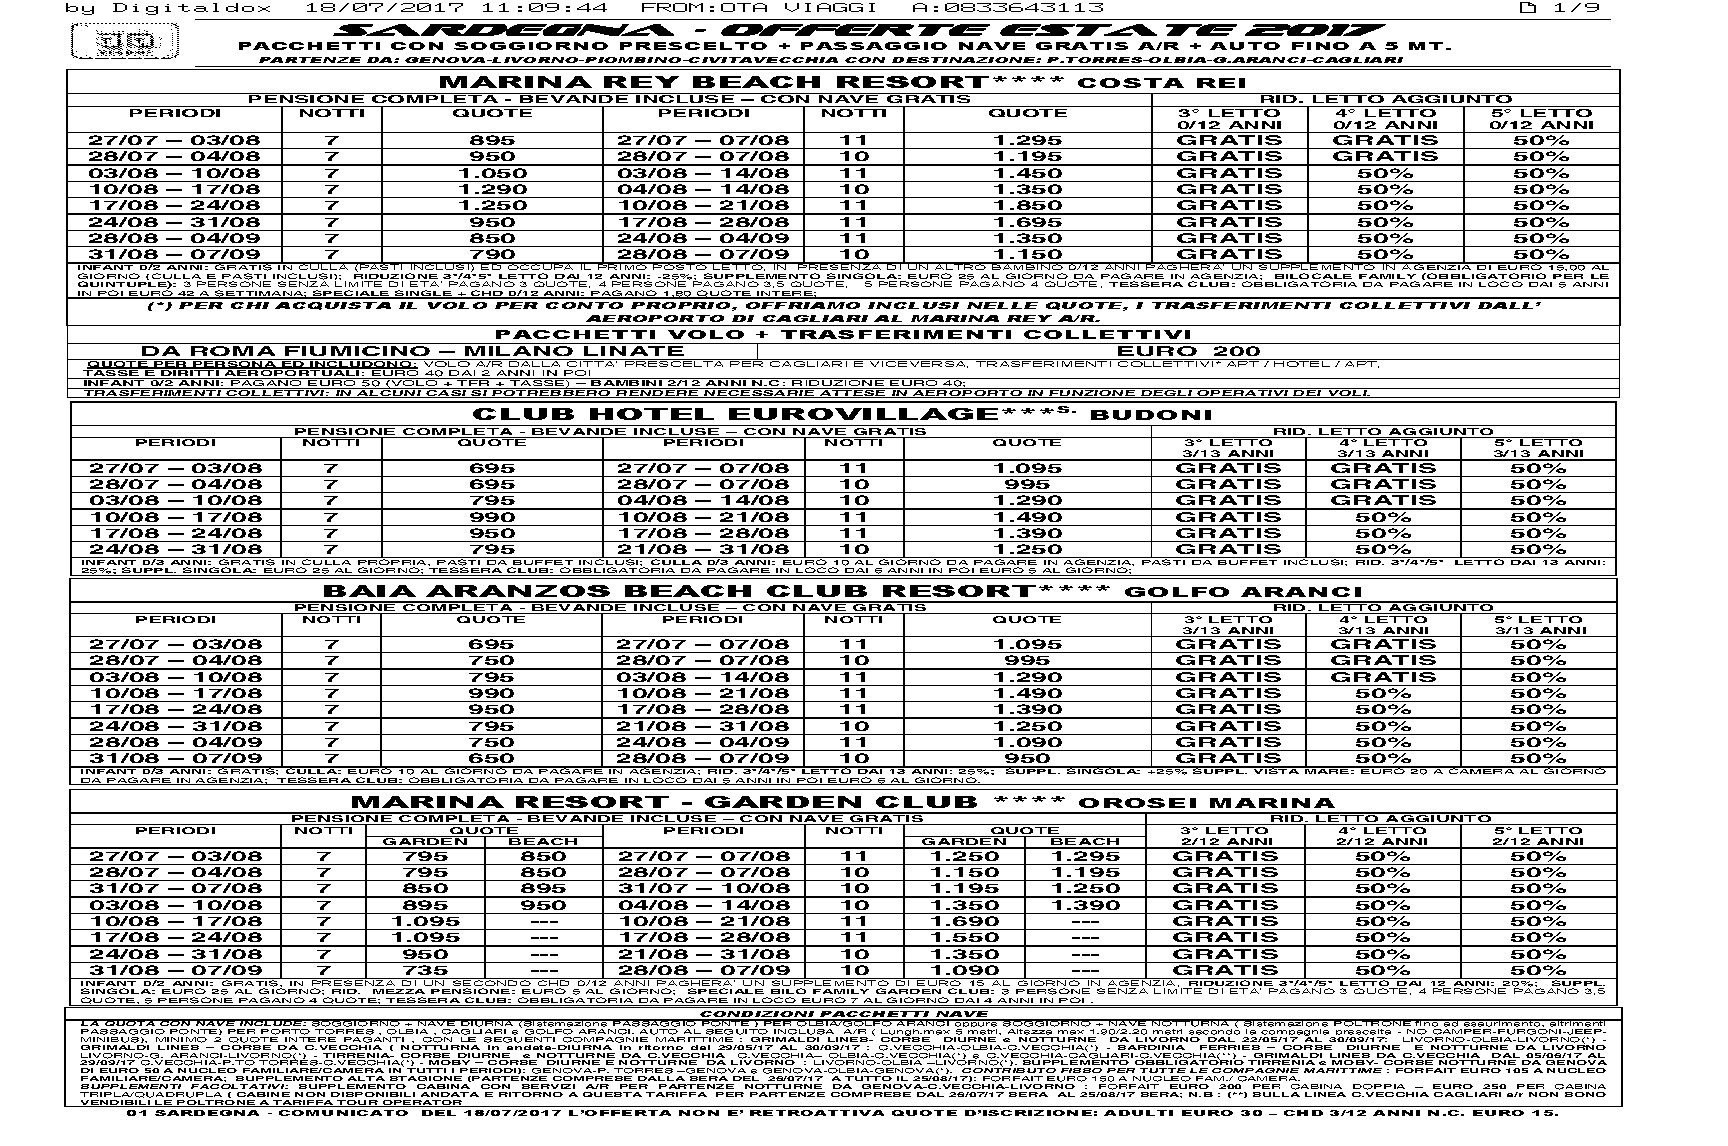 by Digitaldox 18/07/2017 11:09:44 FROM:OTA VIAGGI A:0833643113 1/9
SARDEGNA - OFFERTE ESTATE 2017
PACCHETTI CON SOGGIORNO PRESCELTO + PASSAGGIO NAVE GRATIS A/R + AUTO FINO A 5 MT.
PARTENZE DA: GENOVA-LIVORNO-PIOMBINO-CIVITAVECCHIA CON DESTINAZIONE: P.TORRES-OLBIA-G.ARANCI-CAGLIARI
MARINA REY BEACH RESORT**** COSTA REI
PENSIONE COMPLETA - BEVANDE INCLUSE – CON NAVE GRATIS RID. LETTO AGGIUNTO
PERIODI NOTTI QUOTE PERIODI NOTTI QUOTE 3° LETTO 4° LETTO 5° LETTO
0/12 ANNI 0/12 ANNI 0/12 ANNI
27/07 – 03/08 7 895 27/07 – 07/08 11 1.295 GRATIS GRATIS 50%
28/07 – 04/08 7 950 28/07 – 07/08 10 1.195 GRATIS GRATIS 50%
03/08 – 10/08 7 1.050 03/08 – 14/08 11 1.450 GRATIS 50% 50%
10/08 – 17/08 7 1.290 04/08 – 14/08 10 1.350 GRATIS 50% 50%
17/08 – 24/08 7 1.250 10/08 – 21/08 11 1.850 GRATIS 50% 50%
24/08 – 31/08 7 950 17/08 – 28/08 11 1.695 GRATIS 50% 50%
28/08 – 04/09 7 850 24/08 – 04/09 11 1.350 GRATIS 50% 50%
31/08 – 07/09 7 790 28/08 – 07/09 10 1.150 GRATIS 50% 50%
INFANT 0/2 ANNI: GRATIS IN CULLA (PASTI INCLUSI) ED OCCUPA IL PRIMO POSTO LETTO, IN PRESENZA DI UN ALTRO BAMBINO 0/12 ANNI PAGHERA' UN SUPPLEMENTO IN AGENZIA DI EURO 15,00 AL
GIORNO (CULLA E PASTI INCLUSI); RIDUZIONE 3°/4°/5° LETTO DAI 12 ANNI: -25%; SUPPLEMENTO SINGOLA: EURO 25 AL GIORNO DA PAGARE IN AGENZIA; BILOCALE FAMILY (OBBLIGATORIO PER LE
QUINTUPLE): 3 PERSONE SENZA LIMITE DI ETA' PAGANO 3 QUOTE, 4 PERSONE PAGANO 3,5 QUOTE, 5 PERSONE PAGANO 4 QUOTE, TESSERA CLUB: OBBLIGATORIA DA PAGARE IN LOCO DAI 5 ANNI
IN POI EURO 42 A SETTIMANA; SPECIALE SINGLE + CHD 0/12 ANNI: PAGANO 1,80 QUOTE INTERE;
(*) PER CHI ACQUISTA IL VOLO PER CONTO PROPRIO, OFFRIAMO INCLUSI NELLE QUOTE, I TRASFERIMENTI COLLETTIVI DALL'
AEROPORTO DI CAGLIARI AL MARINA REY A/R.
PACCHETTI VOLO + TRASFERIMENTI COLLETTIVI
DA ROMA FIUMICINO – MILANO LINATE EURO 200
QUOTE PER PERSONA ED INCLUDONO: VOLO A/R DALLA CITTA' PRESCELTA PER CAGLIARI E VICEVERSA, TRASFERIMENTI COLLETTIVI* APT / HOTEL / APT,
TASSE E DIRITTI AEROPORTUALI: EURO 40 DAI 2 ANNI IN POI
INFANT 0/2 ANNI: PAGANO EURO 50 (VOLO + TFR + TASSE) – BAMBINI 2/12 ANNI N.C: RIDUZIONE EURO 40;
TRASFERIMENTI COLLETTIVI: IN ALCUNI CASI SI POTREBBERO RENDERE NECESSARIE ATTESE IN AEROPORTO IN FUNZIONE DEGLI OPERATIVI DEI VOLI.
CLUB HOTEL EUROVILLAGE***S. BUDONI
PENSIONE COMPLETA - BEVANDE INCLUSE – CON NAVE GRATIS RID. LETTO AGGIUNTO
PERIODI NOTTI QUOTE PERIODI NOTTI QUOTE 3° LETTO 4° LETTO 5° LETTO
3/13 ANNI 3/13 ANNI 3/13 ANNI
27/07 – 03/08 7 695 27/07 – 07/08 11 1.095 GRATIS GRATIS 50%
28/07 – 04/08 7 695 28/07 – 07/08 10 995 GRATIS GRATIS 50%
03/08 – 10/08 7 795 04/08 – 14/08 10 1.290 GRATIS GRATIS 50%
10/08 – 17/08 7 990 10/08 – 21/08 11 1.490 GRATIS 50% 50%
17/08 – 24/08 7 950 17/08 – 28/08 11 1.390 GRATIS 50% 50%
24/08 – 31/08 7 795 21/08 – 31/08 10 1.250 GRATIS 50% 50%
INFANT 0/3 ANNI: GRATIS IN CULLA PROPRIA, PASTI DA BUFFET INCLUSI; CULLA 0/3 ANNI: EURO 10 AL GIORNO DA PAGARE IN AGENZIA, PASTI DA BUFFET INCLUSI; RID. 3°/4°/5° LETTO DAI 13 ANNI:
25%; SUPPL. SINGOLA: EURO 25 AL GIORNO; TESSERA CLUB: OBBLIGATORIA DA PAGARE IN LOCO DAI 5 ANNI IN POI EURO 5 AL GIORNO;
BAIA ARANZOS BEACH CLUB RESORT**** GOLFO ARANCI
PENSIONE COMPLETA - BEVANDE INCLUSE – CON NAVE GRATIS RID. LETTO AGGIUNTO
PERIODI NOTTI QUOTE PERIODI NOTTI QUOTE 3° LETTO 4° LETTO 5° LETTO
3/13 ANNI 3/13 ANNI 3/13 ANNI
27/07 – 03/08 7 695 27/07 – 07/08 11 1.095 GRATIS GRATIS 50%
28/07 – 04/08 7 750 28/07 – 07/08 10 995 GRATIS GRATIS 50%
03/08 – 10/08 7 795 03/08 – 14/08 11 1.290 GRATIS GRATIS 50%
10/08 – 17/08 7 990 10/08 – 21/08 11 1.490 GRATIS 50% 50%
17/08 – 24/08 7 950 17/08 – 28/08 11 1.390 GRATIS 50% 50%
24/08 – 31/08 7 795 21/08 – 31/08 10 1.250 GRATIS 50% 50%
28/08 – 04/09 7 750 24/08 – 04/09 11 1.090 GRATIS 50% 50%
31/08 – 07/09 7 650 28/08 – 07/09 10 950 GRATIS 50% 50%
INFANT 0/3 ANNI: GRATIS; CULLA: EURO 10 AL GIORNO DA PAGARE IN AGENZIA; RID. 3°/4°/5° LETTO DAI 13 ANNI: 25%; SUPPL. SINGOLA: +25% SUPPL. VISTA MARE: EURO 20 A CAMERA AL GIORNO
DA PAGARE IN AGENZIA; TESSERA CLUB: OBBLIGATORIA DA PAGARE IN LOCO DAI 5 ANNI IN POI EURO 6 AL GIORNO.
MARINA RESORT - GARDEN CLUB **** OROSEI MARINA
PENSIONE COMPLETA - BEVANDE INCLUSE – CON NAVE GRATIS RID. LETTO AGGIUNTO
PERIODI NOTTI QUOTE PERIODI NOTTI QUOTE 3° LETTO 4° LETTO 5° LETTO
GARDEN BEACH GARDEN BEACH 2/12 ANNI 2/12 ANNI 2/12 ANNI
27/07 – 03/08 7 795 850 27/07 – 07/08 11 1.250 1.295 GRATIS 50% 50%
28/07 – 04/08 7 795 850 28/07 – 07/08 10 1.150 1.195 GRATIS 50% 50%
31/07 – 07/08 7 850 895 31/07 – 10/08 10 1.195 1.250 GRATIS 50% 50%
03/08 – 10/08 7 895 950 04/08 – 14/08 10 1.350 1.390 GRATIS 50% 50%
10/08 – 17/08 7 1.095 --- 10/08 – 21/08 11 1.690 --- GRATIS 50% 50%
17/08 – 24/08 7 1.095 --- 17/08 – 28/08 11 1.550 --- GRATIS 50% 50%
24/08 – 31/08 7 950 --- 21/08 – 31/08 10 1.350 --- GRATIS 50% 50%
31/08 – 07/09 7 735 --- 28/08 – 07/09 10 1.090 --- GRATIS 50% 50%
INFANT 0/2 ANNI: GRATIS, IN PRESENZA DI UN SECONDO CHD 0/12 ANNI PAGHERA' UN SUPPLEMENTO DI EURO 15 AL GIORNO IN AGENZIA, RIDUZIONE 3°/4°/5° LETTO DAI 12 ANNI: 20%; SUPPL.
SINGOLA: EURO 25 AL GIORNO; RID. MEZZA PENSIONE: EURO 5 AL GIORNO; SPECIALE BILO FAMILY GARDEN CLUB: 3 PERSONE SENZA LIMITE DI ETA' PAGANO 3 QUOTE, 4 PERSONE PAGANO 3,5
QUOTE, 5 PERSONE PAGANO 4 QUOTE; TESSERA CLUB: OBBLIGATORIA DA PAGARE IN LOCO EURO 7 AL GIORNO DAI 4 ANNI IN POI .
CONDIZIONI PACCHETTI NAVE
LA QUOTA CON NAVE INCLUDE: SOGGIORNO + NAVE DIURNA (Sistemazione PASSAGGIO PONTE ) PER OLBIA/GOLFO ARANCI oppure SOGGIORNO + NAVE NOTTURNA ( Sistemazione POLTRONE fino ad esaurimento, altrimenti
PASSAGGIO PONTE) PER PORTO TORRES , OLBIA , CAGLIARI e GOLFO ARANCI. AUTO AL SEGUITO INCLUSA A/R ( Lungh.max 5 metri, Altezze max 1.90/2.20 metri secondo le compagnie prescelte - NO CAMPER-FURGONI-JEEP-
MINIBUS), MINIMO 2 QUOTE INTERE PAGANTI , CON LE SEGUENTI COMPAGNIE MARITTIME : GRIMALDI LINES- CORBE DIURNE e NOTTURNE DA LIVORNO DAL 22/05/17 AL 30/09/17: LIVORNO-OLBIA-LIVORNO(*) -
GRIMALDI LINES – CORBE DA C.VECCHIA ( NOTTURNA in andata-DIURNA in ritorno dal 29/05/17 AL 30/09/17 : C.VECCHIA-OLBIA-C.VECCHIA(*) - SARDINIA FERRIES – CORBE DIURNE E NOTTURNE DA LIVORNO :
LIVORNO-G. ARANCI-LIVORNO(*) - TIRRENIA- CORBE DIURNE e NOTTURNE DA C.VECCHIA C.VECCHIA– OLBIA-C.VECCHIA(*) e C.VECCHIA-CAGLIARI-C.VECCHIA(**) - GRIMALDI LINES DA C.VECCHIA DAL 05/06/17 AL
29/09/17 C.VECCHIA-P.TO TORRES-C.VECCHIA(*) - MOBY – CORBE DIURNE E NOTTURNE DA LIVORNO : LIVORNO-OLBIA –LIVORNO(*). SUPPLEMENTO OBBLIGATORIO TIRRENIA e MOBY- CORBE NOTTURNE DA GENOVA
DI EURO 50 A NUCLEO FAMILIARE/CAMERA IN TUTTI I PERIODI): GENOVA-P. TORRES –GENOVA e GENOVA-OLBIA-GENOVA(*). CONTRIBUTO FISSO PER TUTTE LE COMPAGNIE MARITTIME : FORFAIT EURO 105 A NUCLEO
FAMILIARE/CAMERA; SUPPLEMENTO ALTA STAGIONE (PARTENZE COMPRESE DALLA SERA DEL 26/07/17 A TUTTO IL 25/08/17): FORFAIT EURO 150 A NUCLEO FAM./ CAMERA.
SUPPLEMENTI FACOLTATIVI: SUPPLEMENTO CABINA CON SERVIZI A/R PER PARTENZE NOTTURNE DA GENOVA-C.VECCHIA-LIVORNO : FORFAIT EURO 200 PER CABINA DOPPIA – EURO 250 PER CABINA
TRIPLA/QUADRUPLA ( CABINE NON DISPONIBILI ANDATA E RITORNO A QUESTA TARIFFA PER PARTENZE COMPRESE DAL 26/07/17 SERA AL 25/08/17 SERA; N.B : (**) SULLA LINEA C.VECCHIA CAGLIARI a/r NON SONO
VENDIBILI LE POLTRONE A TARIFFA TOUR OPERATOR
01 SARDEGNA - COMUNICATO DEL 18/07/2017 L'OFFERTA NON E' RETROATTIVA QUOTE D'ISCRIZIONE: ADULTI EURO 30 – CHD 3/12 ANNI N.C. EURO 15.